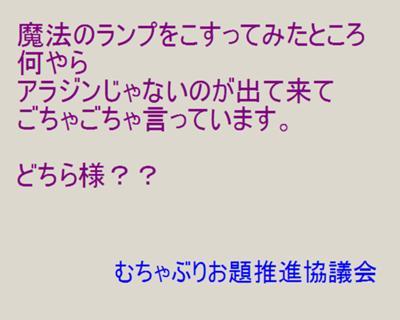 魔法のランプをこすってみたところ
何やら
アラジンじゃないのが出て来て
ごちゃごちゃ言っています。
どちら様？？
むちゃぶりお題推進協議会